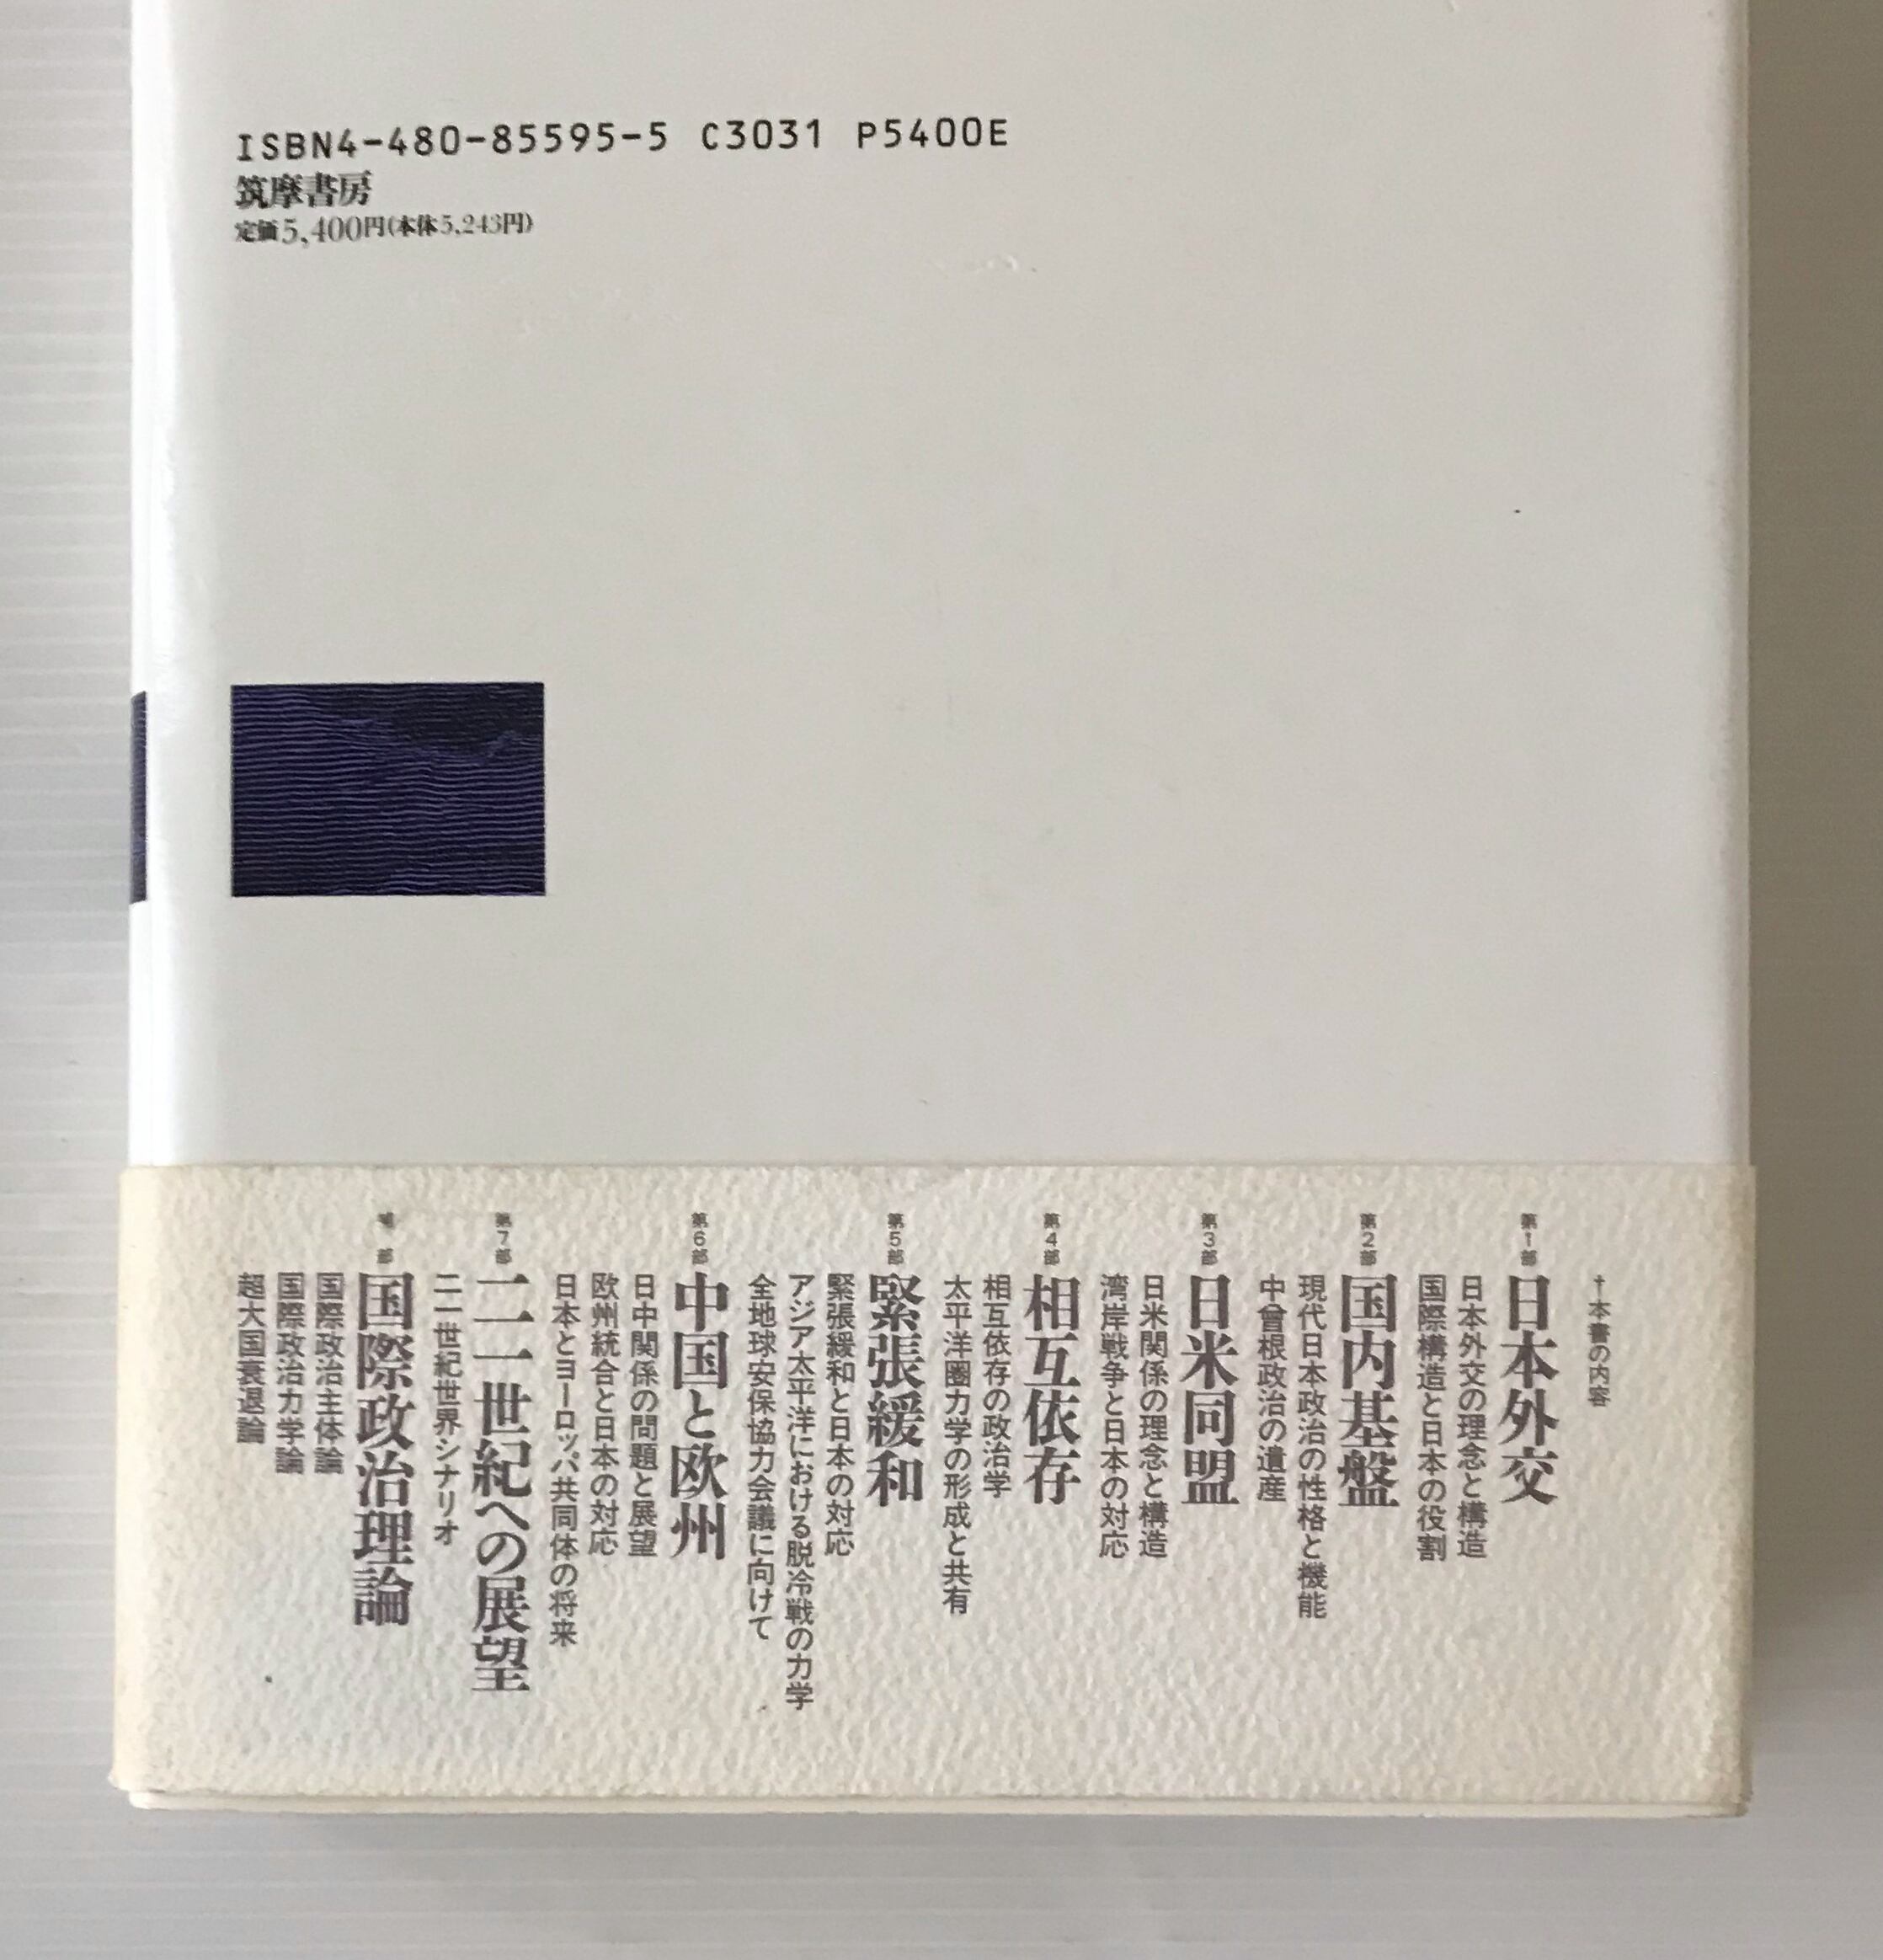 ISBN4-480-85595-5 C3031 P5400E
筑摩書房
定価5,400円(本体5,243円)
†本書の内容
第1部 日本外交
日本外交の理念と構造
国際構造と日本の役割
第2部 国内基盤
現代日本政治の性格と機能
中曾根政治の遺産
第3部 日米同盟
日米関係の理念と構造
湾岸戦争と日本の対応
第4部 相互依存
相互依存の政治学
太平洋圏力学の形成と共有
第5部 緊張緩和
緊張緩和と日本の対応
アジア太平洋における脱冷戦の力学
全地球安保協力会議に向けて
第6部 中国と欧州
日中関係の問題と展望
欧州統合と日本の対応
日本とヨーロッパ共同体の将来
第7部 二一世紀への展望
二一世紀世界シナリオ
部 国際政治理論
国際政治主体論
国際政治力学論
超大国衰退論